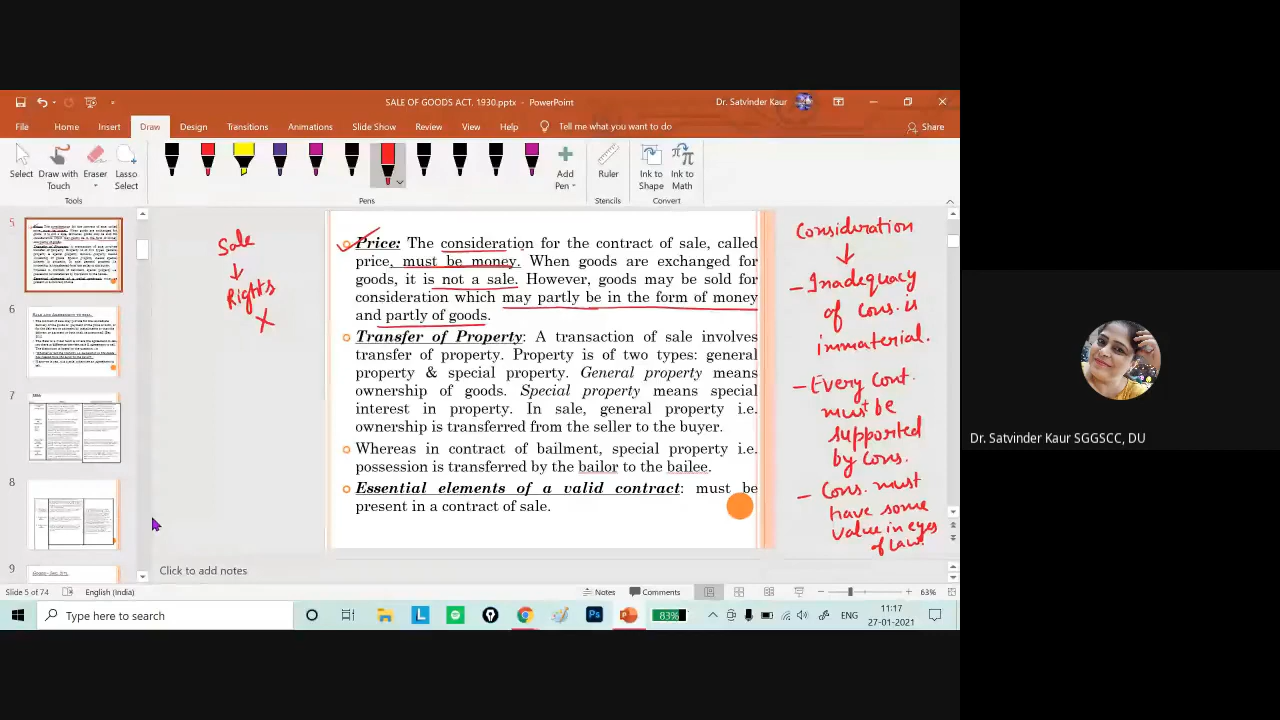 SALE OF GOODS ACT. 1930.pptx - PowerPoint
Dr. Satvinder Kaur
File Home Insert Draw Design Transitions Animations Slide Show Review View Help Tell me what you want to do Share
Select
Draw with Touch
Eraser
Lasso Select
Add Pen
Ruler
Ink to Shape
Ink to Math
Tools
Pens
Stencils
Convert
5
6
7
8
9
Sale
Rights
X
Price: The consideration for the contract of sale, called
price, must be money. When goods are exchanged for
goods, it is not a sale. However, goods may be sold for
consideration which may partly be in the form of money
and partly of goods.
Transfer of Property: A transaction of sale involves
transfer of property. Property is of two types: general
property & special property. General property means
ownership of goods. Special property means special
interest in property. In sale, general property i.e.
ownership is transferred from the seller to the buyer.
Whereas in contract of bailment, special property i.e.
possession is transferred by the bailor to the bailee.
Essential elements of a valid contract: must be
present in a contract of sale.
Consideration
- Inadequacy
of cons. is
immaterial.
- Every cont.
must be
supported
by cons.
- Cons. must
have some
value in eyes
of law.
Click to add notes
Slide 5 of 74 English (India) Notes Comments 63%
Type here to search
L
Ps
83%
ENG
11:17
27-01-2021
Dr. Satvinder Kaur SGGSCC, DU